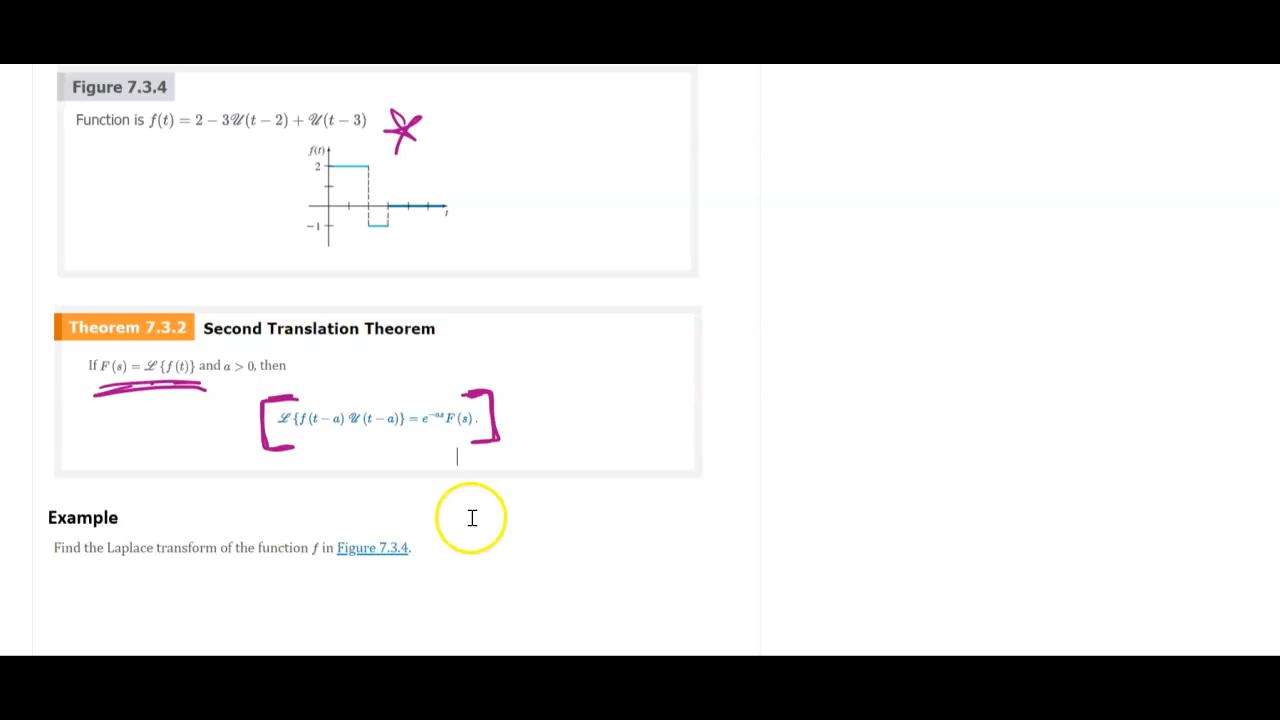 Figure 7.3.4
Function is f(t) = 2 − 3𝒰(t − 2) + 𝒰(t − 3)
f(t)
2
t
−1
Theorem 7.3.2 Second Translation Theorem
If F(s) = ℒ{f(t)} and a > 0, then
ℒ{f(t − a) 𝒰(t − a)} = e^{−as} F(s).
Example
Find the Laplace transform of the function f in Figure 7.3.4.